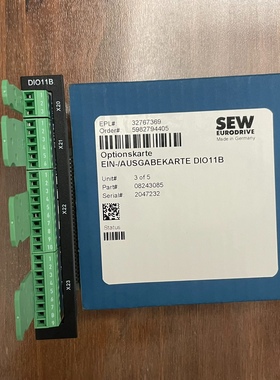 DIO11B
X20
X21
X22
X23
EPL# 32767369
Order# 5982794405
SEW
EURODRIVE
Made in Germany
Optionskarte
EIN-/AUSGABEKARTE DIO11B
Unit# 3 of 5
Part# 08243085
Serial# 2047232
Status :